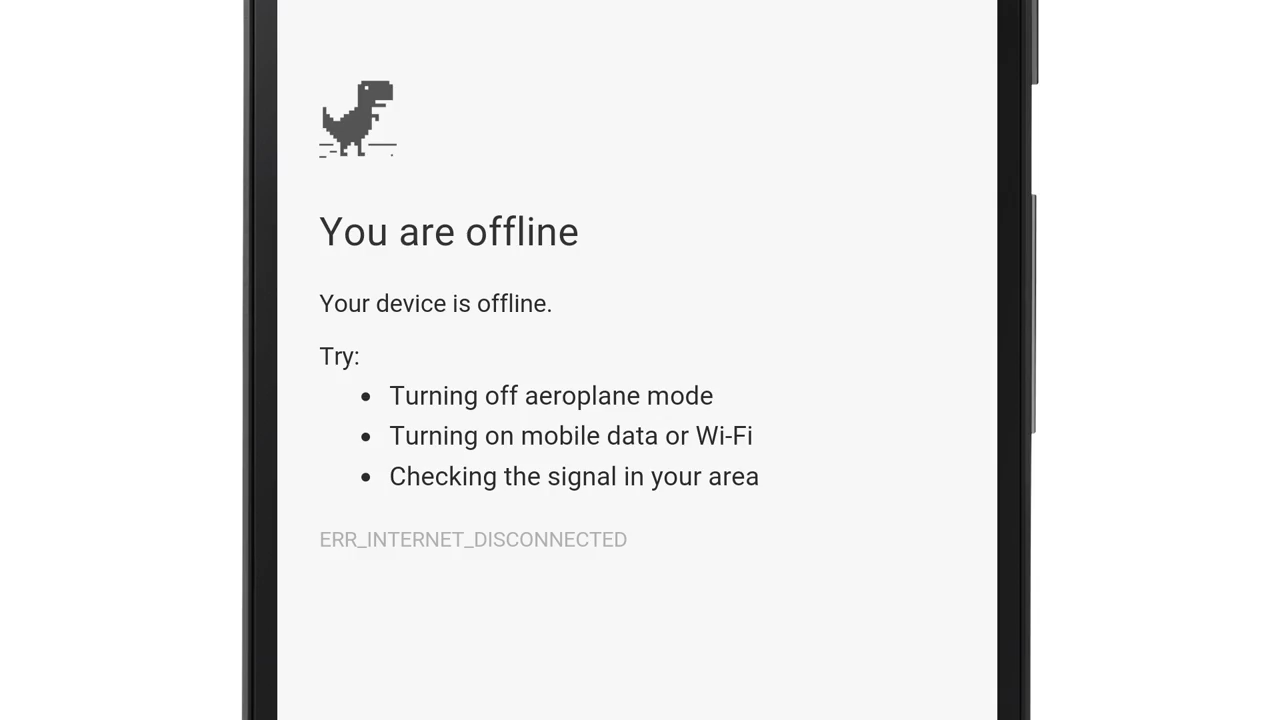 You are offline
Your device is offline.
Try:
Turning off aeroplane mode
Turning on mobile data or Wi-Fi
Checking the signal in your area
ERR_INTERNET_DISCONNECTED